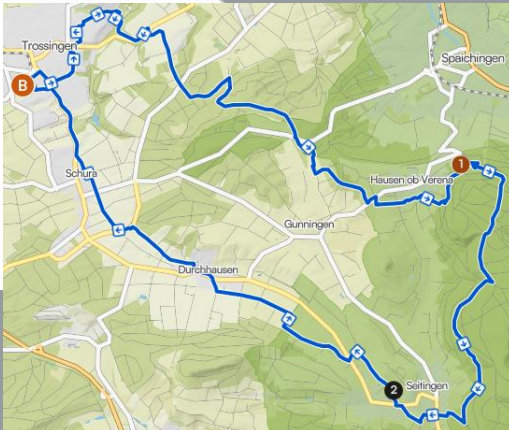 Trossingen
Spaichingen
B
1
Schura
Hausen ob Verena
Gunningen
Durchhausen
2
Seitingen